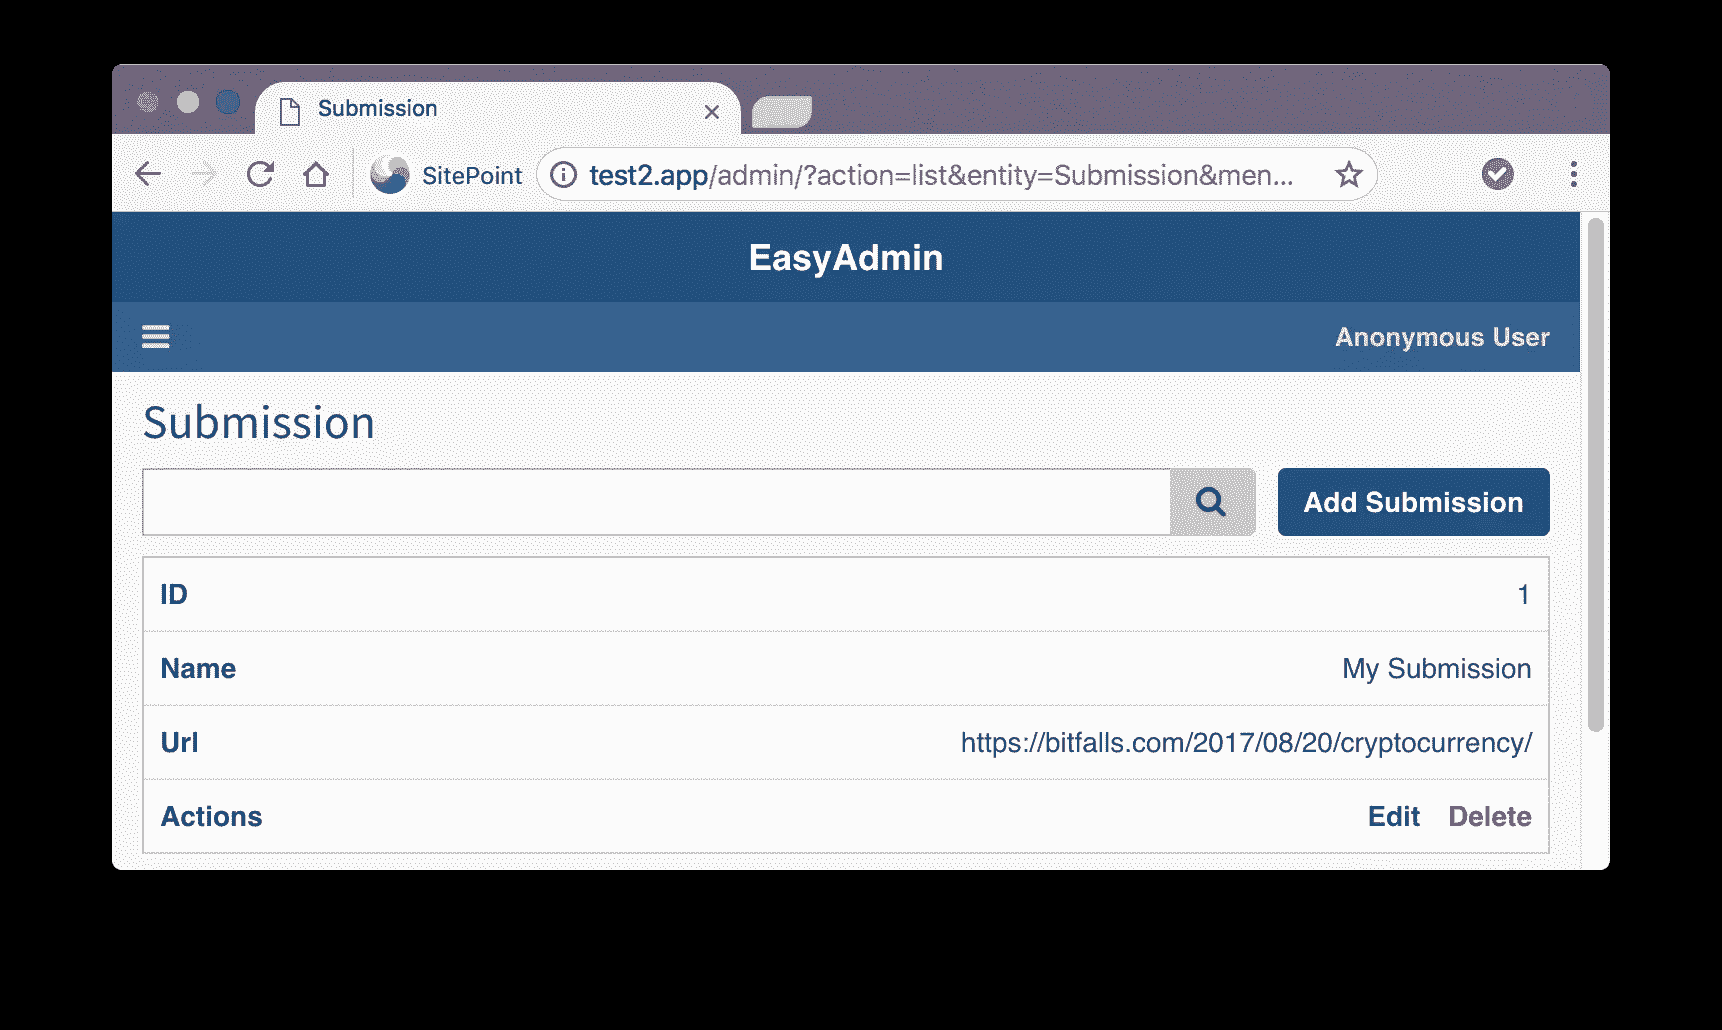 Submission
SitePoint test2.app/admin/?action=list&entity=Submission&men...
EasyAdmin
Anonymous User
Submission
Add Submission
ID 1
Name My Submission
Url https://bitfalls.com/2017/08/20/cryptocurrency/
Actions Edit Delete